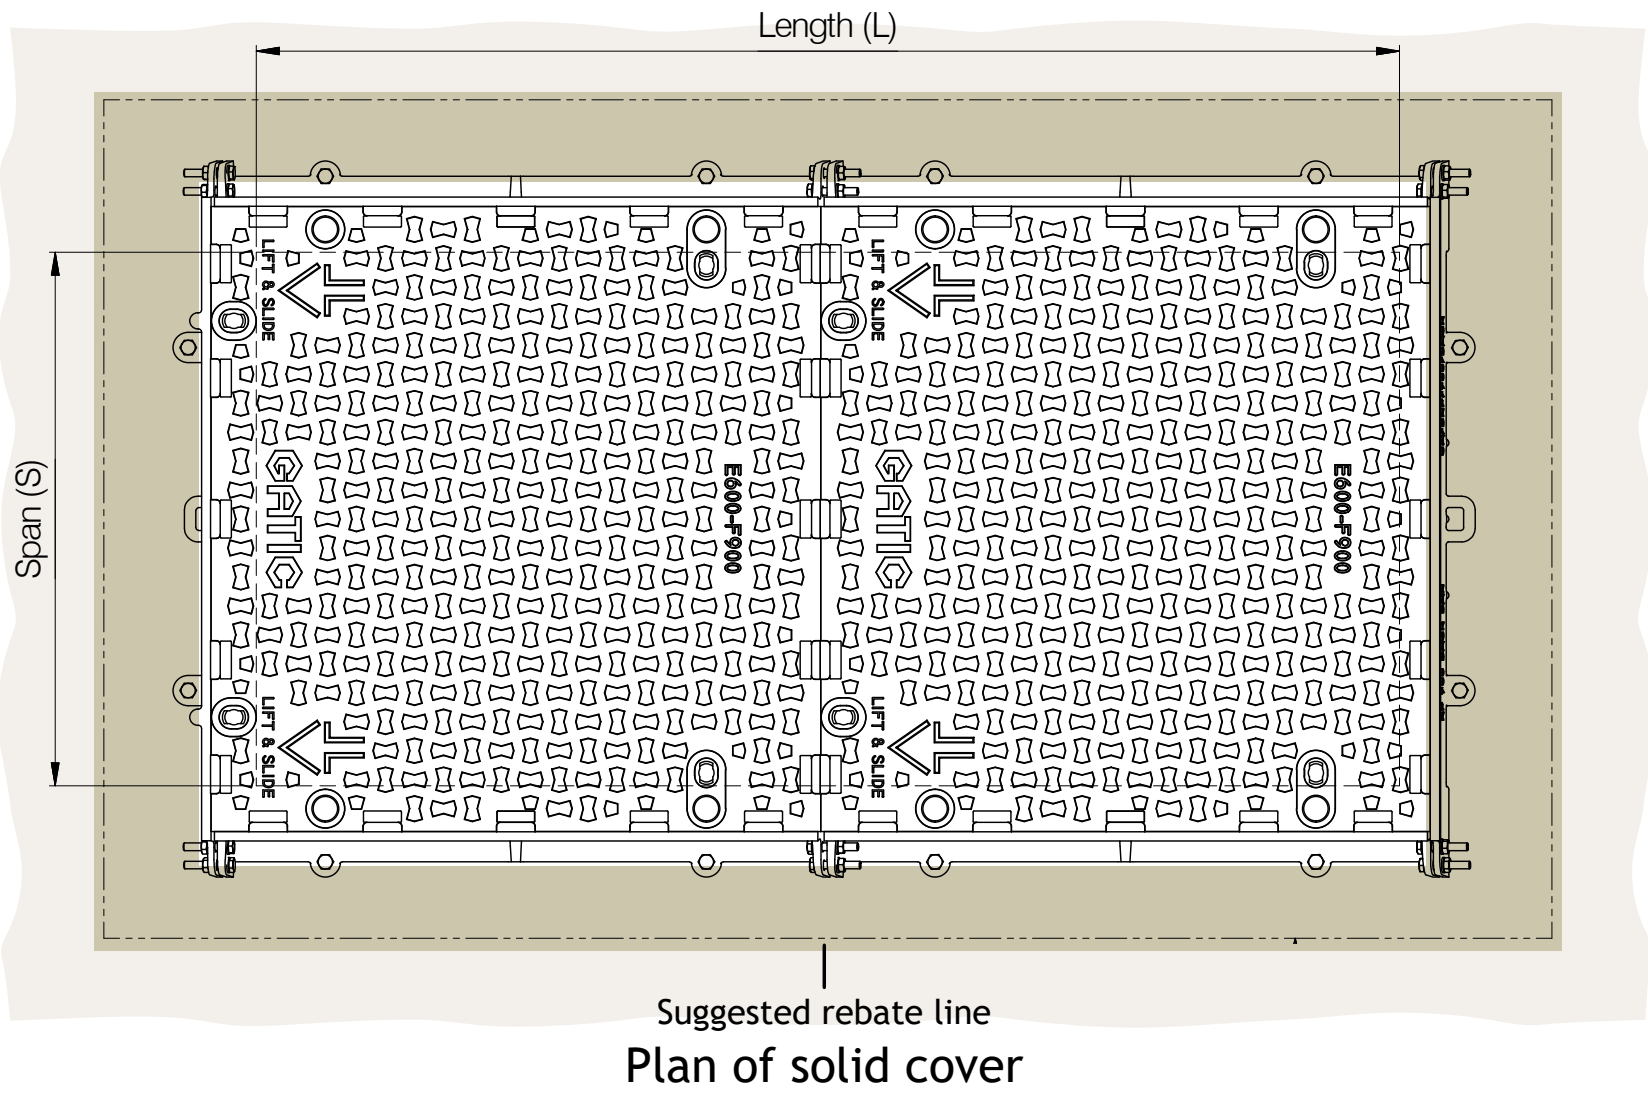 Length (L)
Span (S)
LIFT & SLIDE
LIFT & SLIDE
GATIC
E600-F900
GATIC
E600-F900
LIFT & SLIDE
LIFT & SLIDE
Suggested rebate line
Plan of solid cover